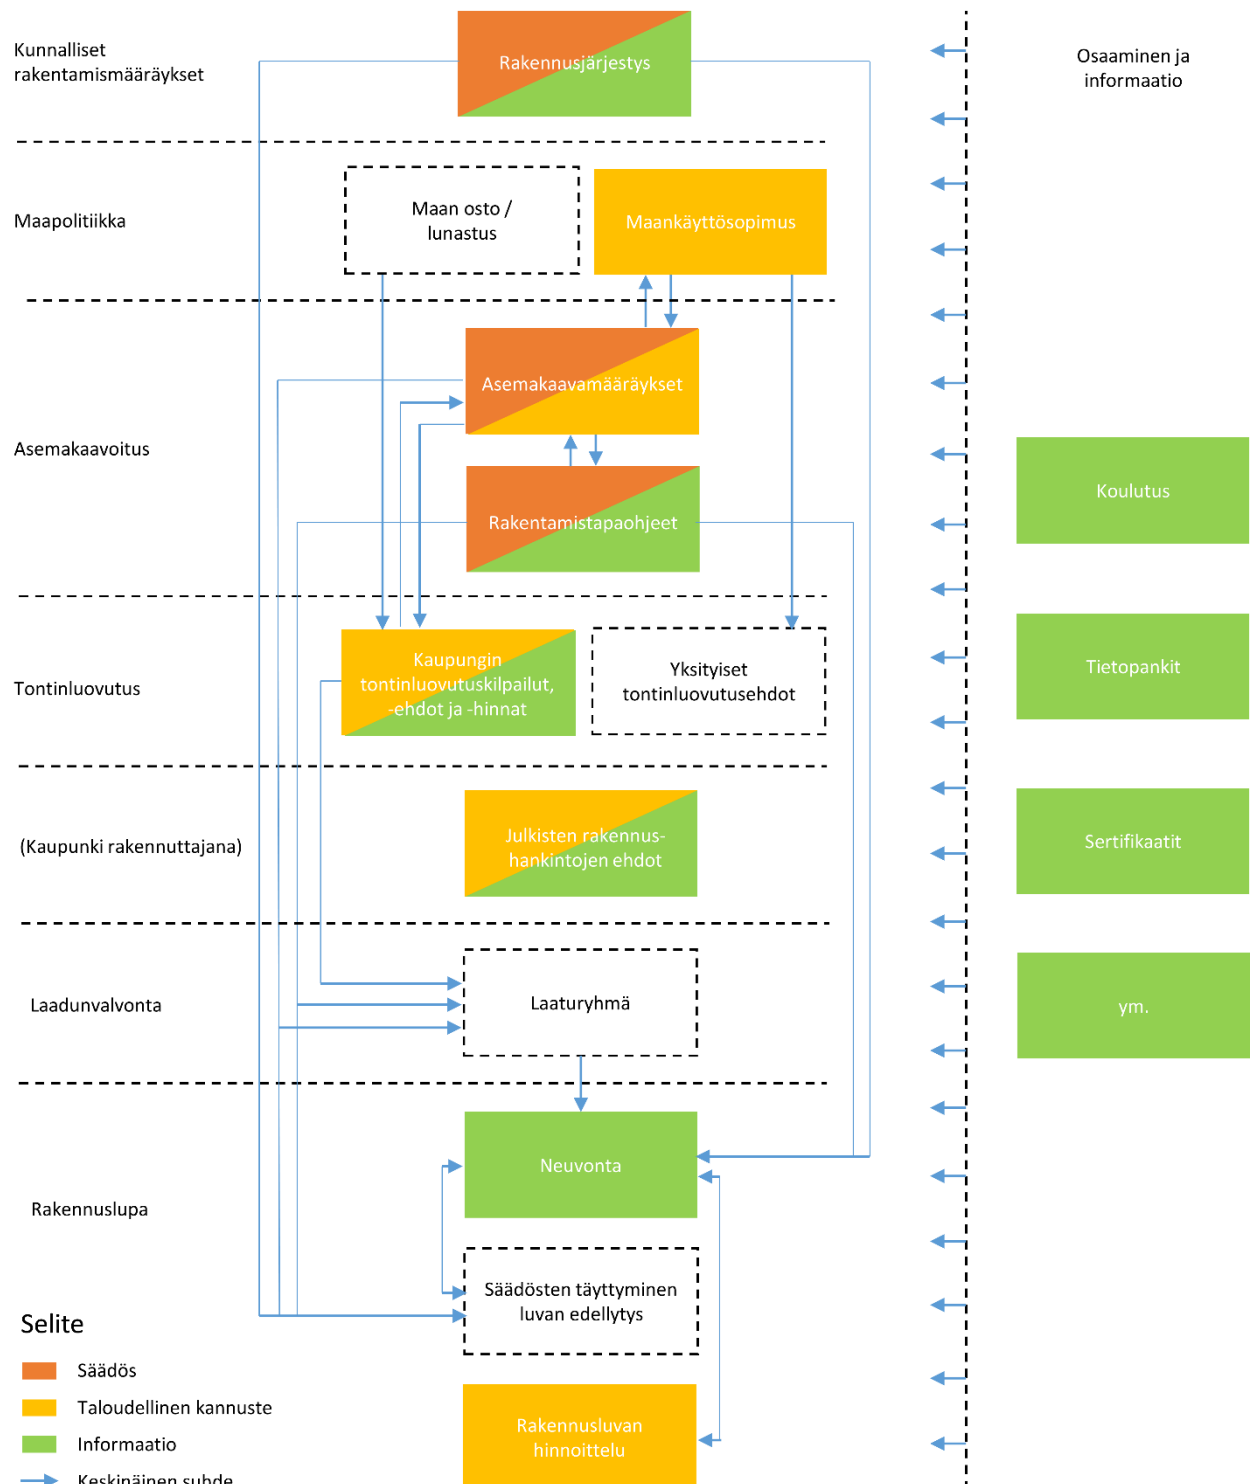 Kunnalliset
rakentamismääräykset
Rakennusjärjestys
Osaaminen ja
informaatio
Maapolitiikka
Maan osto /
lunastus
Maankäyttösopimus
Asemakaavoitus
Asemakaavamääräykset
Rakentamistapaohjeet
Koulutus
Tontinluovutus
Kaupungin
tontinluovutuskilpailut,
-ehdot ja -hinnat
Yksityiset
tontinluovutusehdot
Tietopankit
(Kaupunki rakennuttajana)
Julkisten rakennus-
hankintojen ehdot
Sertifikaatit
Laadunvalvonta
Laaturyhmä
ym.
Rakennuslupa
Neuvonta
Säädösten täyttyminen
luvan edellytys
Rakennusluvan
hinnoittelu
Selite
Säädös
Taloudellinen kannuste
Informaatio
Keskinäinen suhde